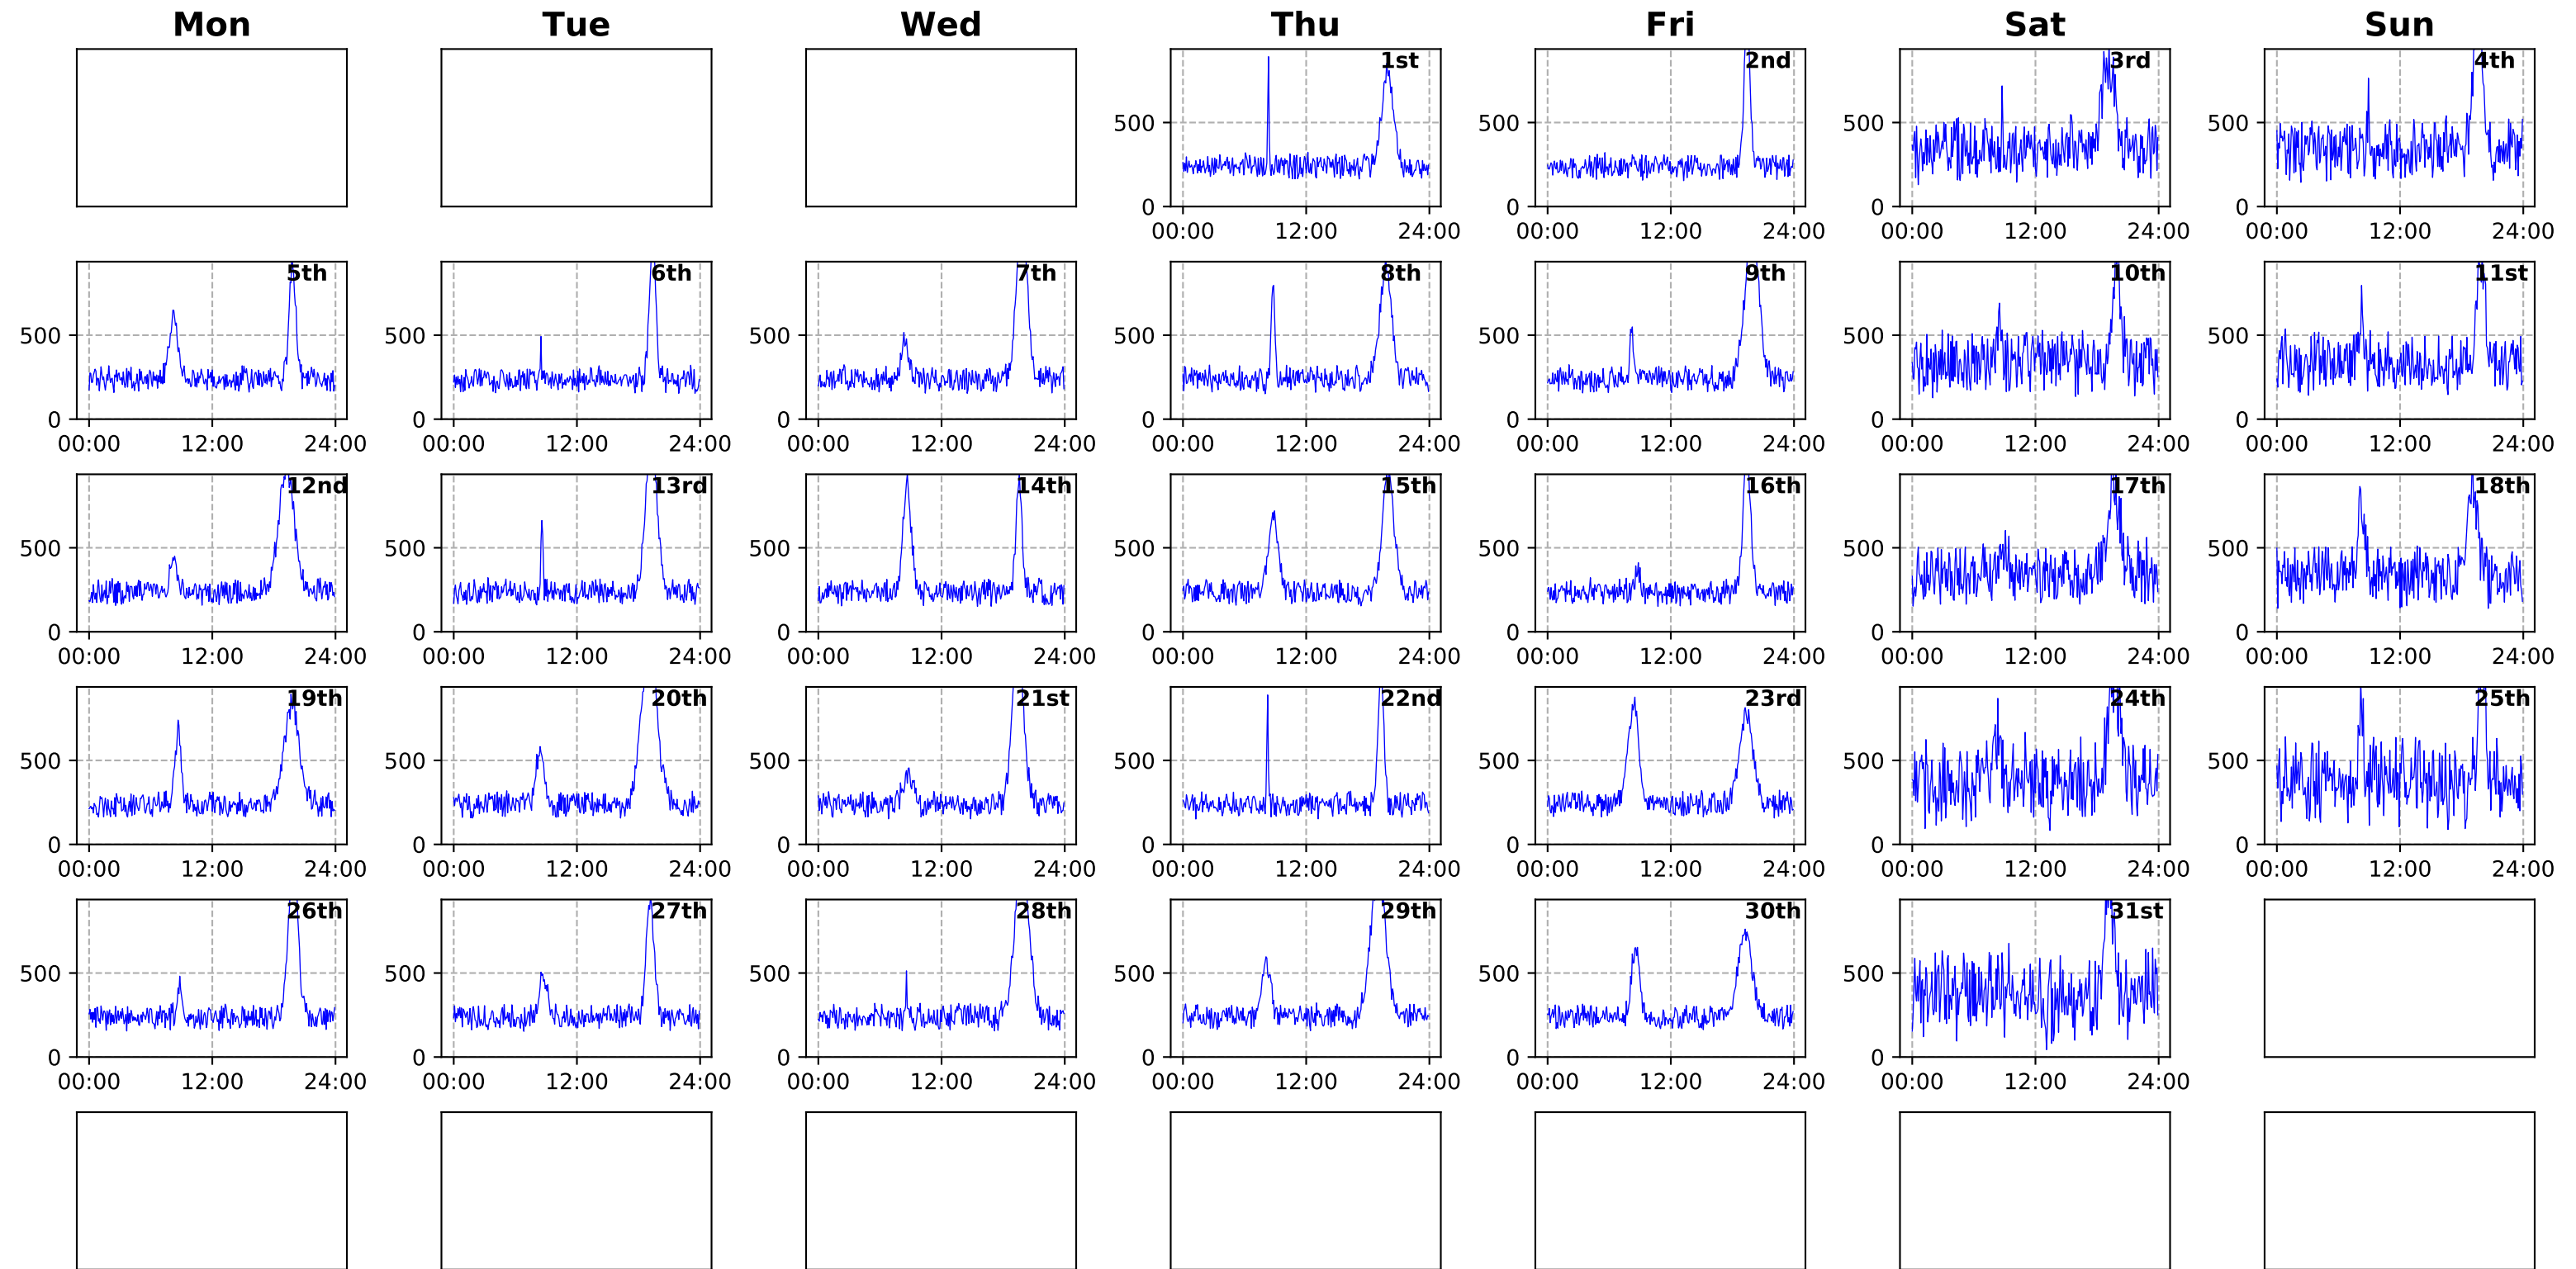 Mon Tue Wed Thu Fri Sat Sun
1st 2nd 3rd 4th
500 500 500 500
0 0 0 0
00:00 12:00 24:00 00:00 12:00 24:00 00:00 12:00 24:00 00:00 12:00 24:00
5th 6th 7th 8th 9th 10th 11st
500 500 500 500 500 500 500
0 0 0 0 0 0 0
00:00 12:00 24:00 00:00 12:00 24:00 00:00 12:00 24:00 00:00 12:00 24:00 00:00 12:00 24:00 00:00 12:00 24:00 00:00 12:00 24:00
12nd 13rd 14th 15th 16th 17th 18th
500 500 500 500 500 500 500
0 0 0 0 0 0 0
00:00 12:00 24:00 00:00 12:00 24:00 00:00 12:00 24:00 00:00 12:00 24:00 00:00 12:00 24:00 00:00 12:00 24:00 00:00 12:00 24:00
19th 20th 21st 22nd 23rd 24th 25th
500 500 500 500 500 500 500
0 0 0 0 0 0 0
00:00 12:00 24:00 00:00 12:00 24:00 00:00 12:00 24:00 00:00 12:00 24:00 00:00 12:00 24:00 00:00 12:00 24:00 00:00 12:00 24:00
26th 27th 28th 29th 30th 31st
500 500 500 500 500 500
0 0 0 0 0 0
00:00 12:00 24:00 00:00 12:00 24:00 00:00 12:00 24:00 00:00 12:00 24:00 00:00 12:00 24:00 00:00 12:00 24:00